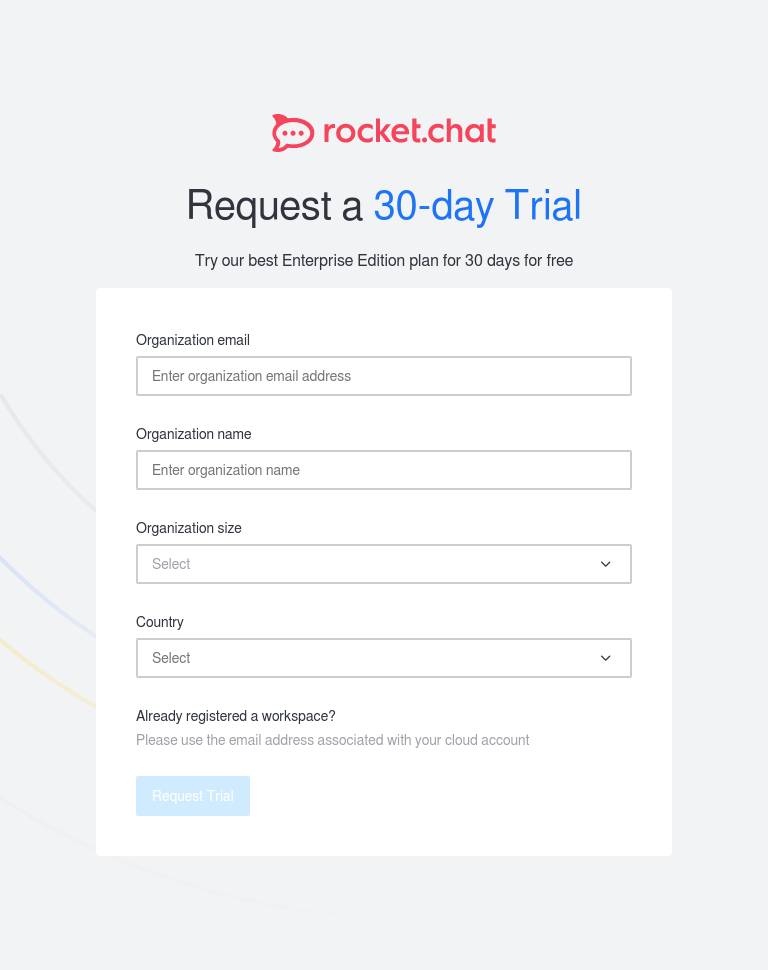 rocket.chat
Request a 30-day Trial
Try our best Enterprise Edition plan for 30 days for free
Organization email
Enter organization email address
Organization name
Enter organization name
Organization size
Select
Country
Select
Already registered a workspace?
Please use the email address associated with your cloud account
Request Trial